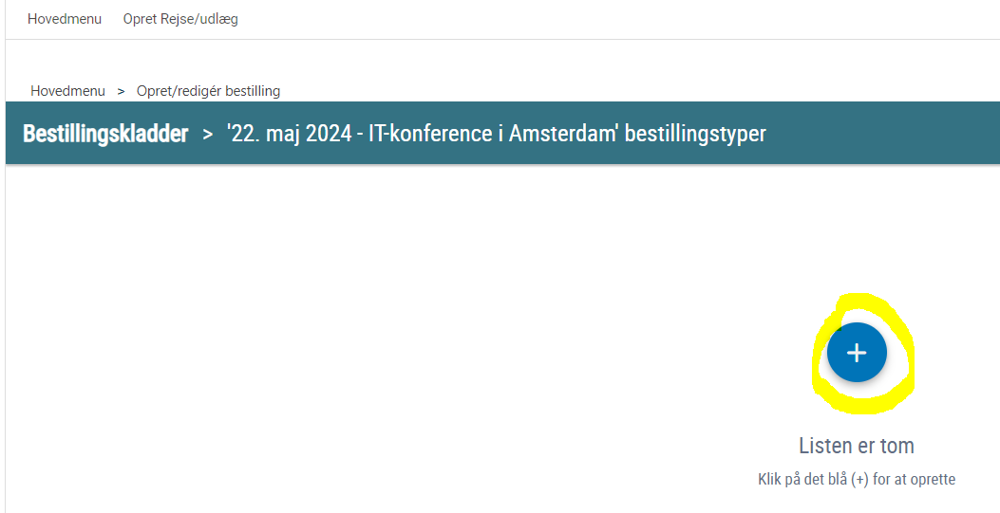 Hovedmenu Opret Rejse/udlæg
Hovedmenu > Opret/redigér bestilling
Bestillingskladder > '22. maj 2024 - IT-konference i Amsterdam' bestillingstyper
+
Listen er tom
Klik på det blå (+) for at oprette